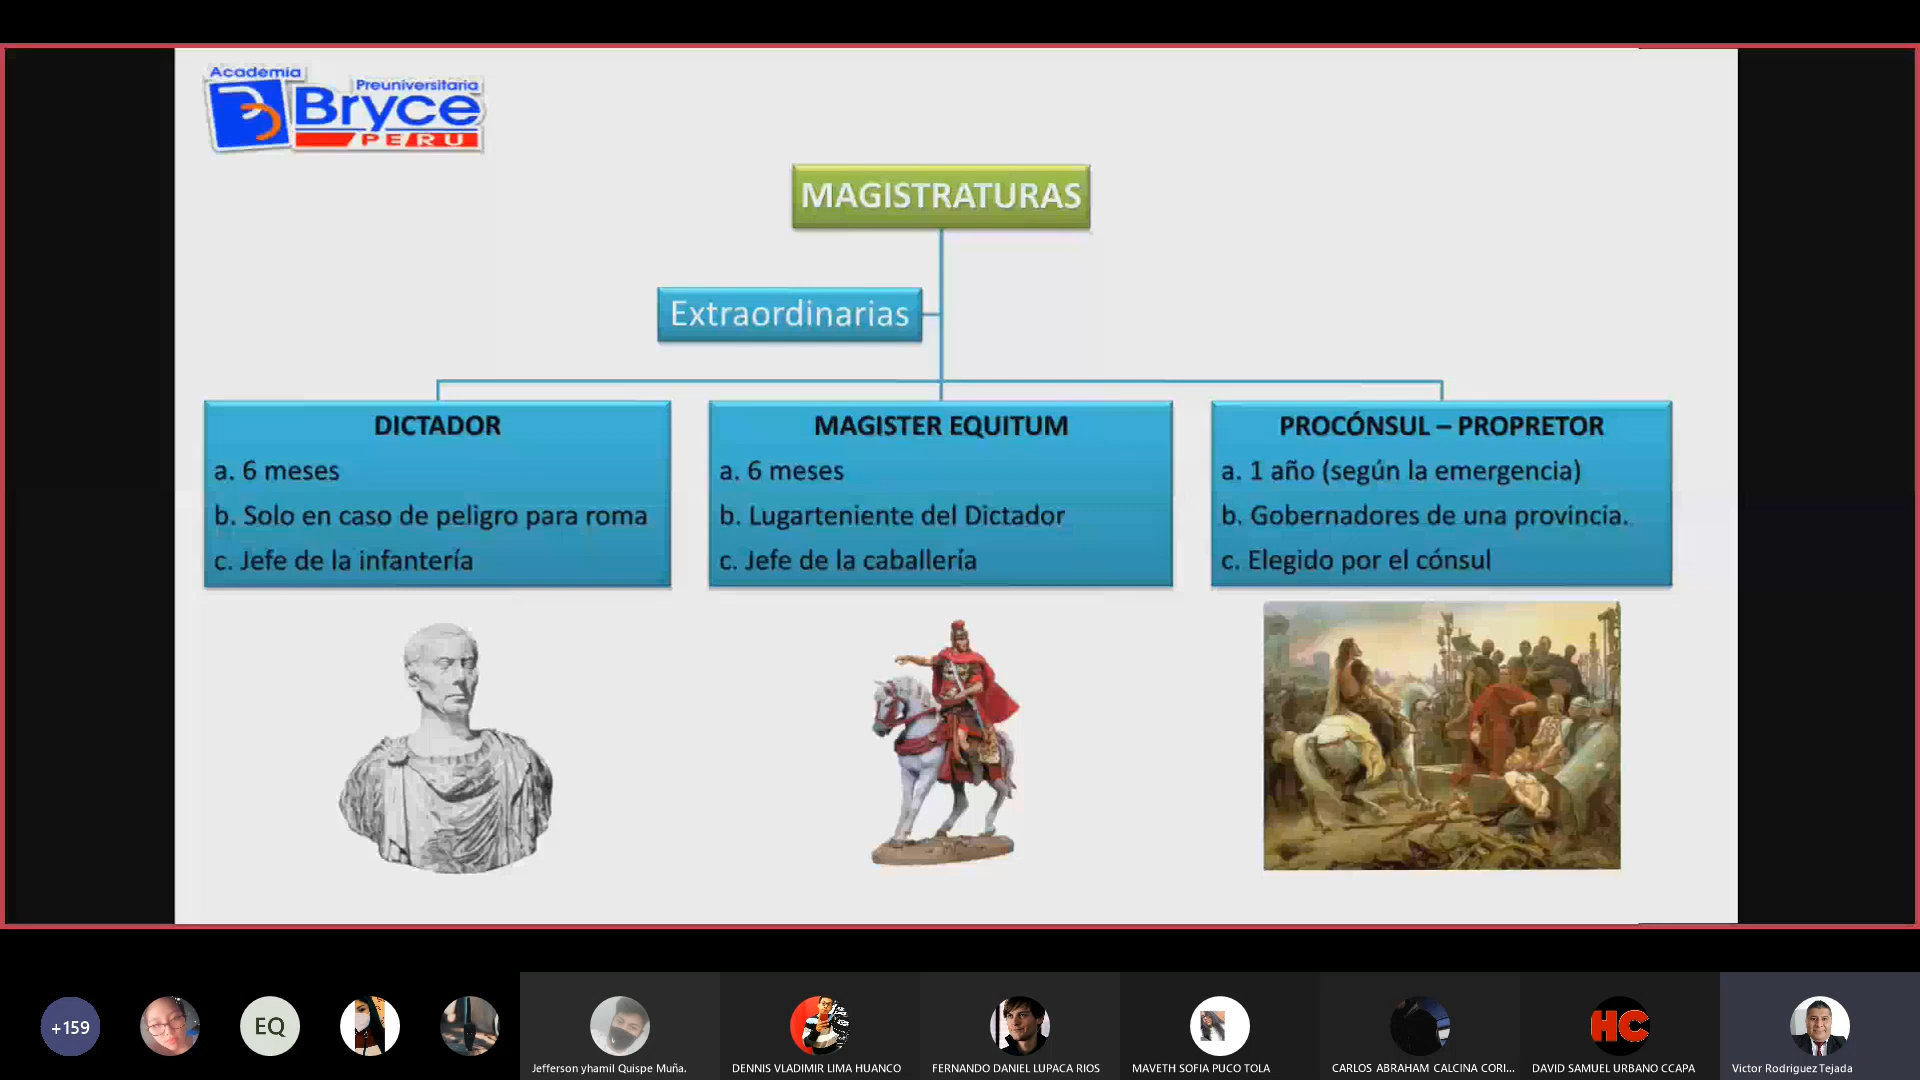 Academia
Preuniversitaria
Bryce
PERU
MAGISTRATURAS
Extraordinarias
DICTADOR
a. 6 meses
b. Solo en caso de peligro para roma
c. Jefe de la infantería
MAGISTER EQUITUM
a. 6 meses
b. Lugarteniente del Dictador
c. Jefe de la caballería
PROCÓNSUL – PROPRETOR
a. 1 año (según la emergencia)
b. Gobernadores de una provincia.
c. Elegido por el cónsul
+159
EQ
HC
Jefferson yhamil Quispe Muña.
DENNIS VLADIMIR LIMA HUANCO
FERNANDO DANIEL LUPACA RIOS
MAVETH SOFIA PUCO TOLA
CARLOS ABRAHAM CALCINA CORI...
DAVID SAMUEL URBANO CCAPA
Victor Rodriguez Tejada